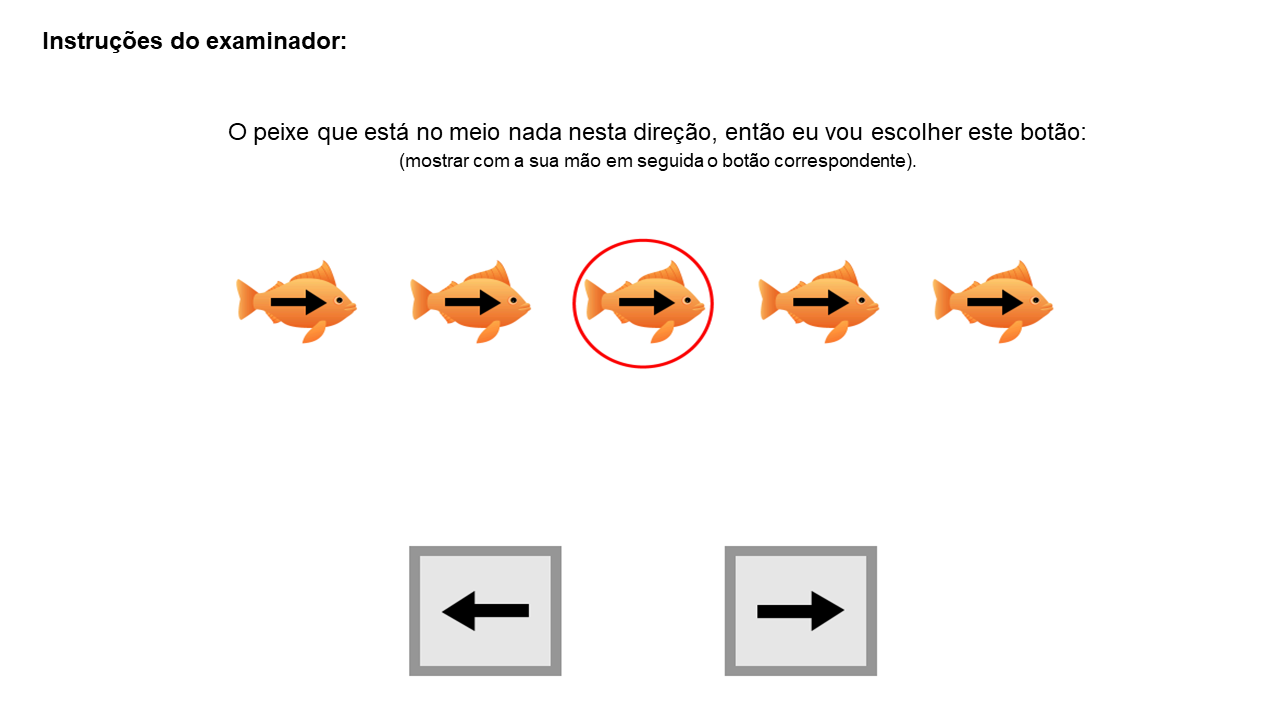 Instruções do examinador:
O peixe que está no meio nada nesta direção, então eu vou escolher este botão:
(mostrar com a sua mão em seguida o botão correspondente).